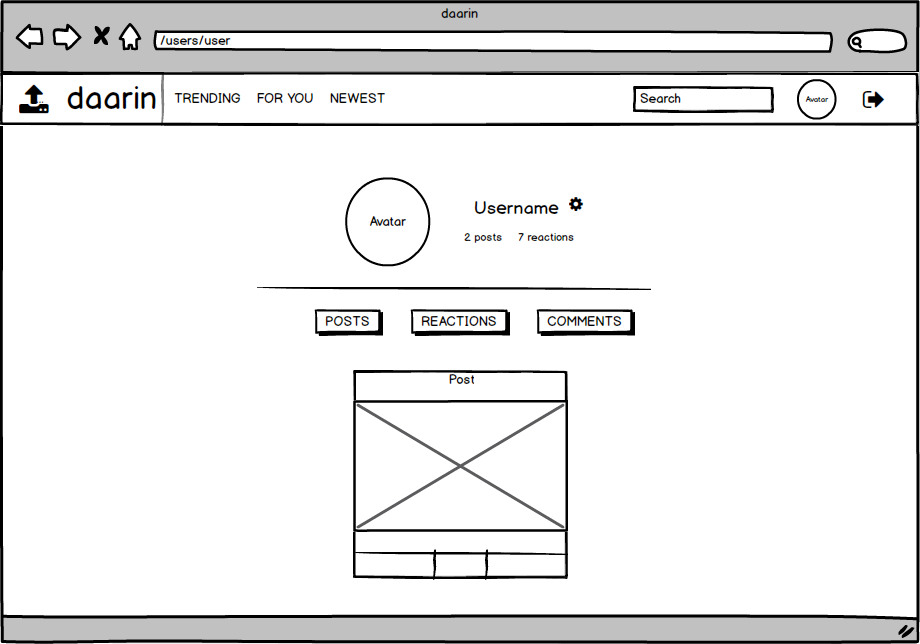 daarin
/users/user
daarin TRENDING FOR YOU NEWEST Search Avatar
Avatar
Username
2 posts 7 reactions
POSTS REACTIONS COMMENTS
Post